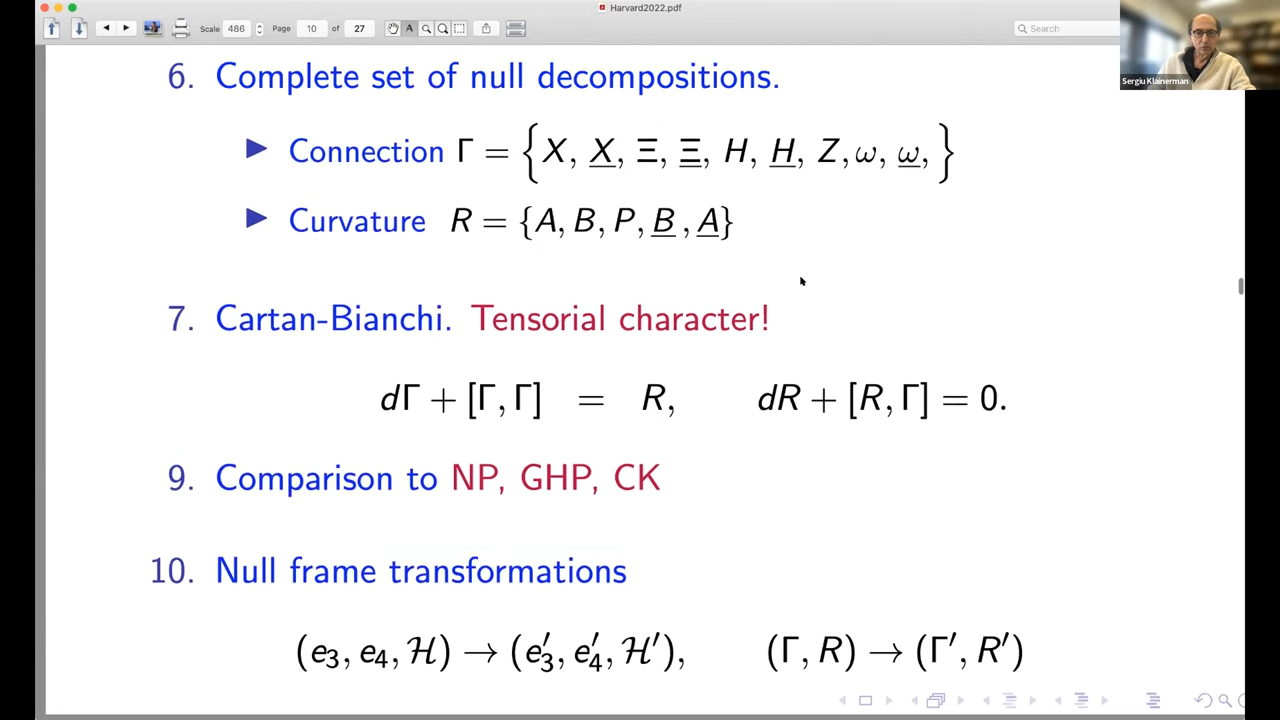 Harvard2022.pdf
Scale 486 Page 10 of 27 A Search
Sergiu Klainerman
6. Complete set of null decompositions.
▶ Connection Γ = {X, X̲, Ξ, Ξ̲, H, H̲, Z, ω, ω̲, }
▶ Curvature R = {A, B, P, B̲, A̲}
7. Cartan-Bianchi. Tensorial character!
dΓ + [Γ, Γ] = R, dR + [R, Γ] = 0.
9. Comparison to NP, GHP, CK
10. Null frame transformations
(e₃, e₄, ℋ) → (e₃′, e₄′, ℋ′), (Γ, R) → (Γ′, R′)